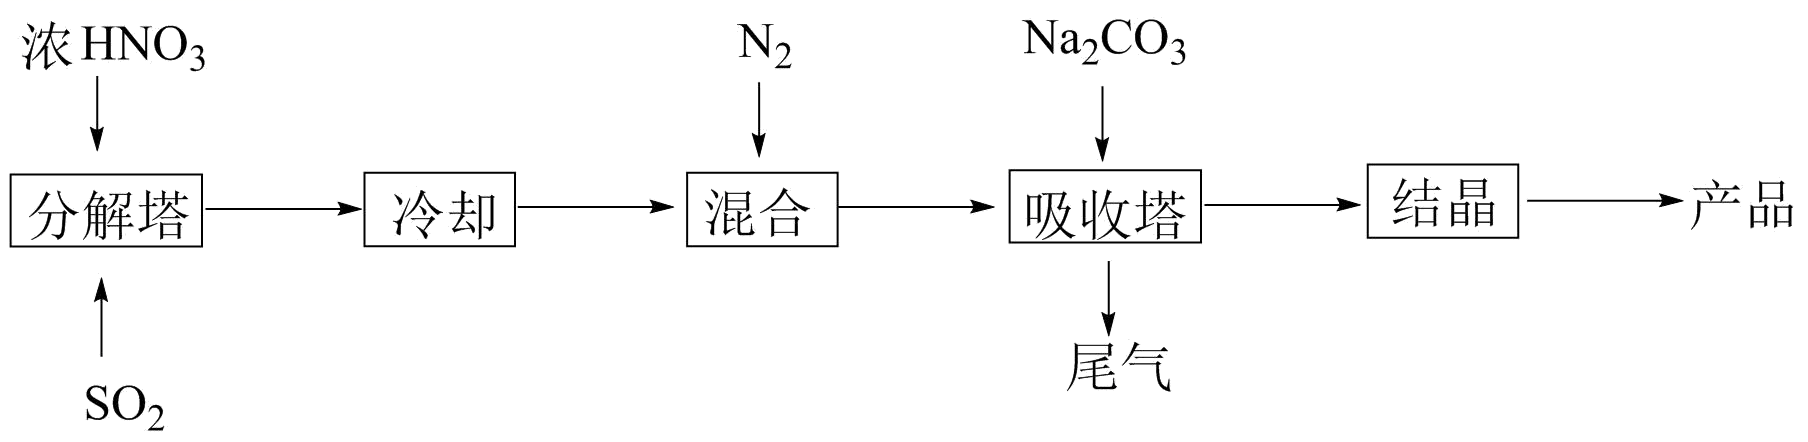 浓HNO₃
N₂
Na₂CO₃
分解塔
冷却
混合
吸收塔
结晶
产品
尾气
SO₂